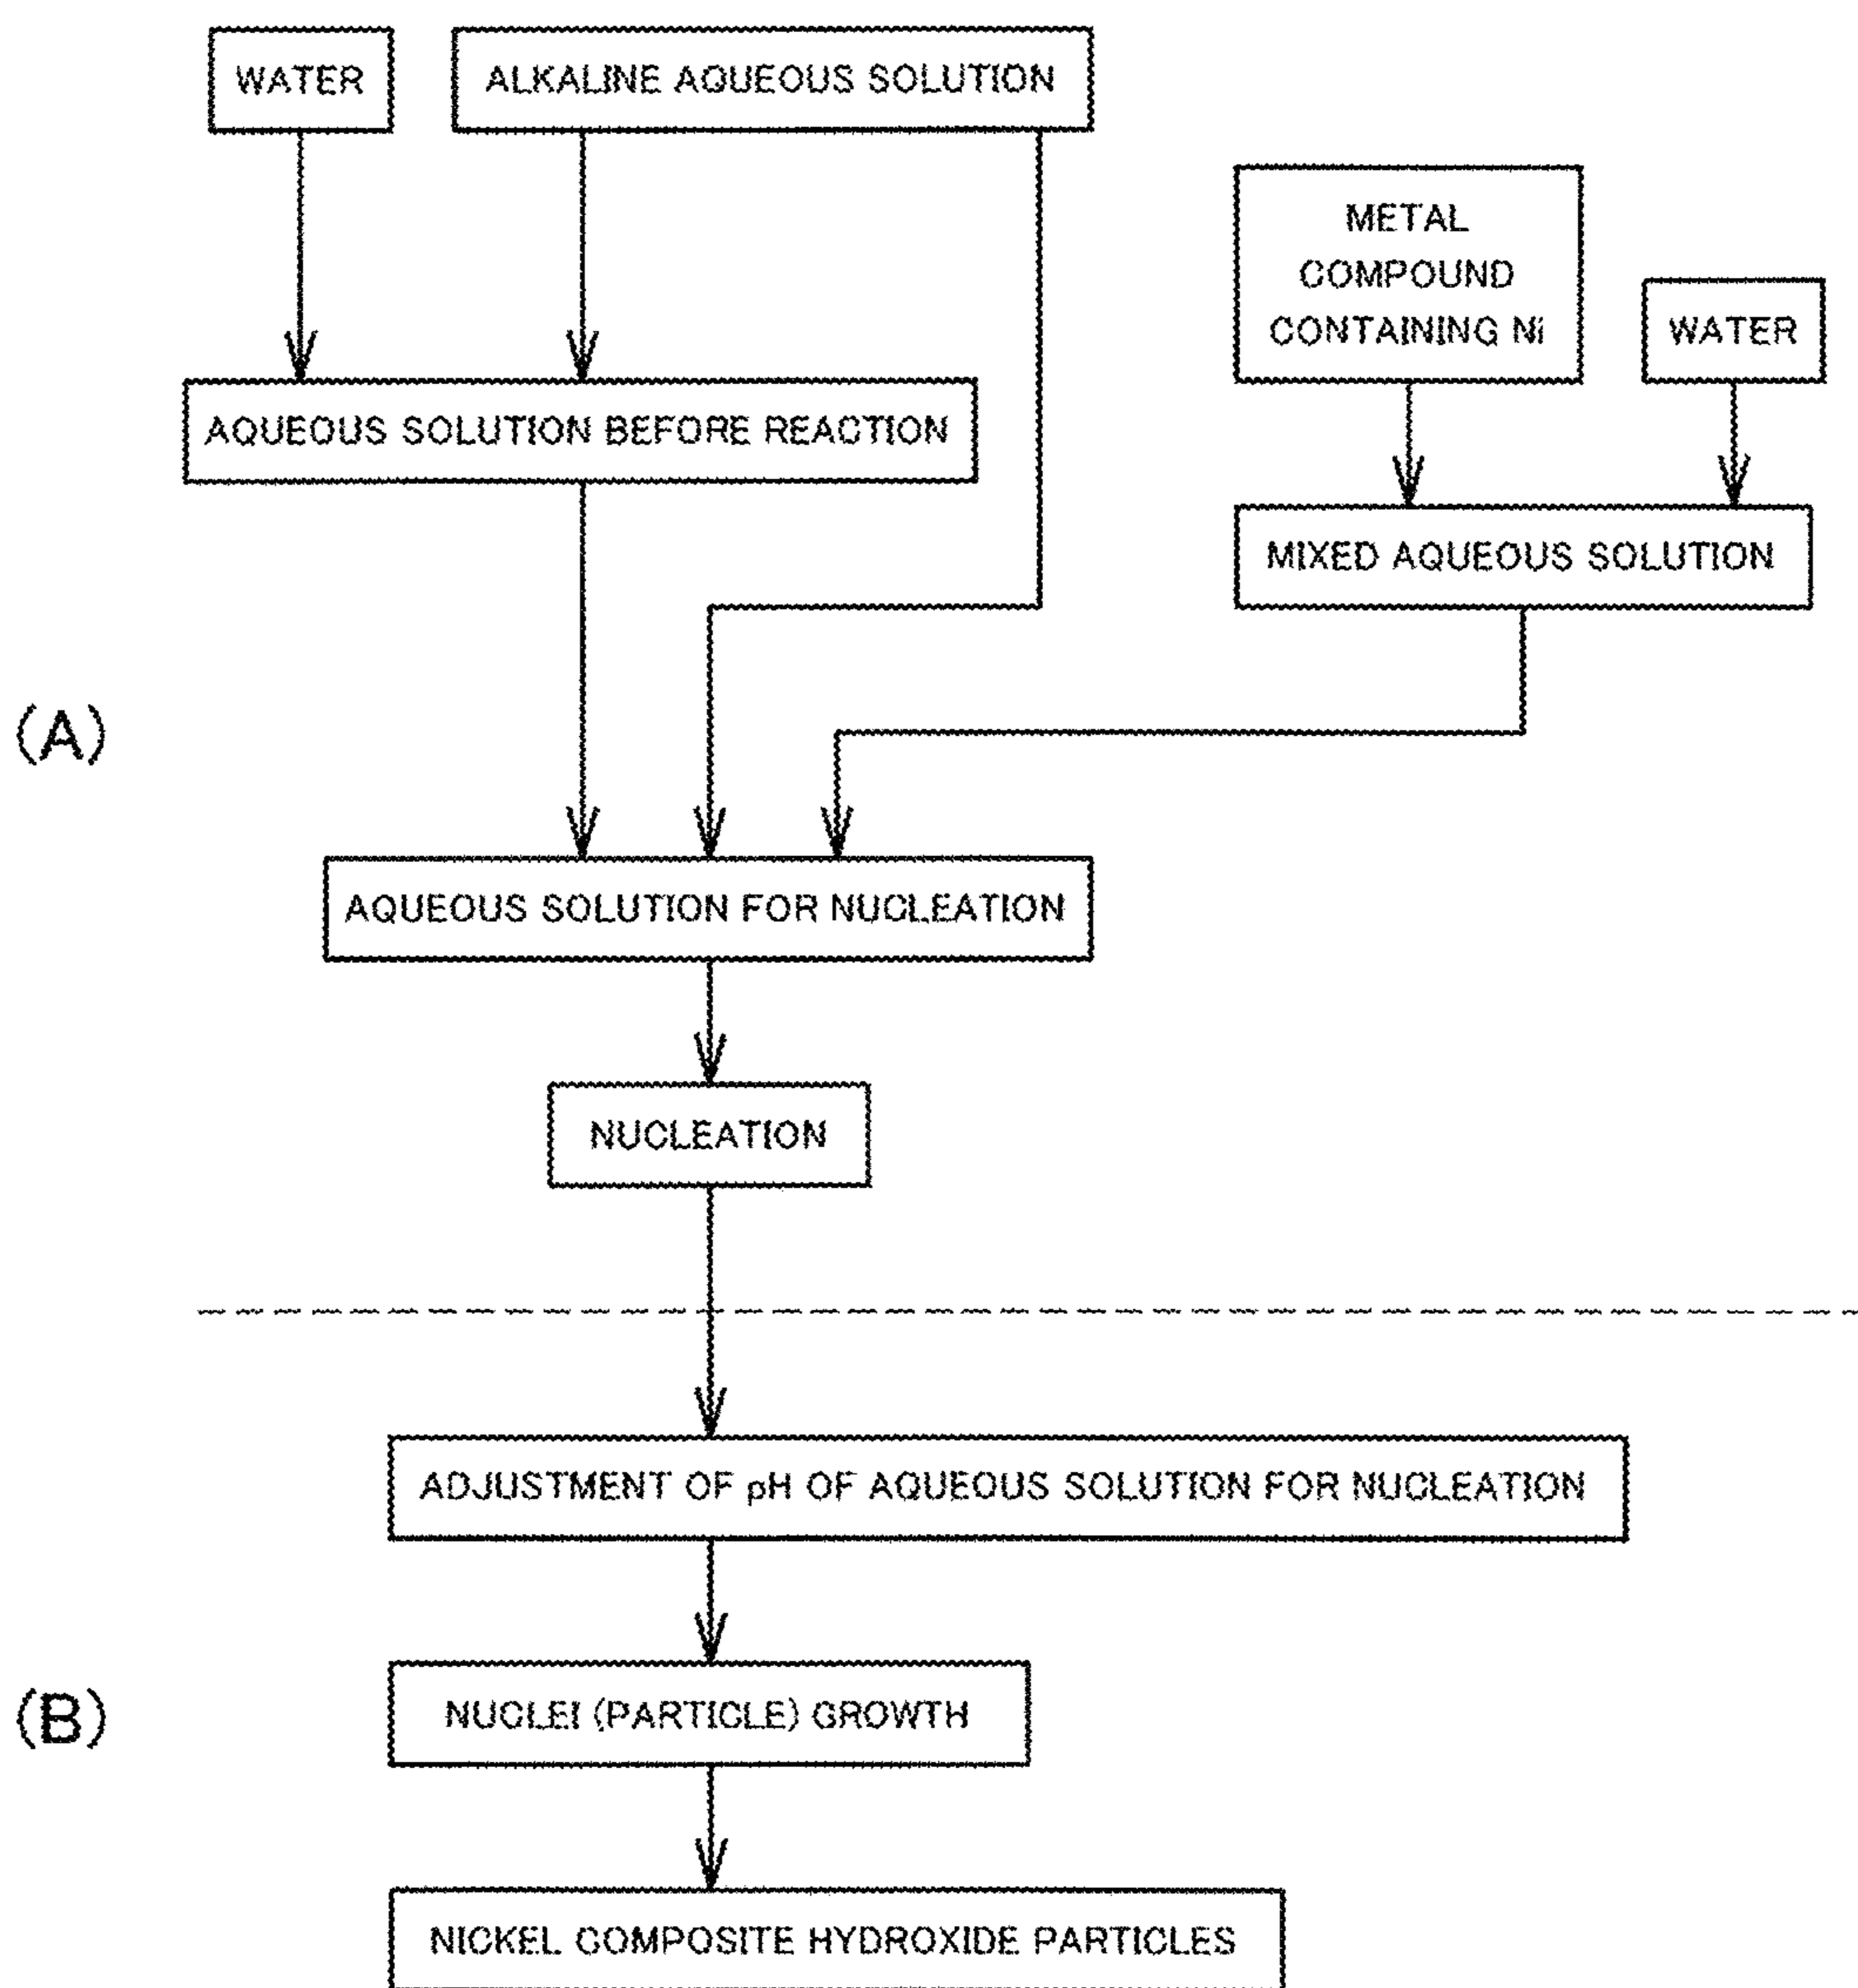 WATER
ALKALINE AQUEOUS SOLUTION
METAL
COMPOUND
CONTAINING Ni
WATER
AQUEOUS SOLUTION BEFORE REACTION
MIXED AQUEOUS SOLUTION
(A)
AQUEOUS SOLUTION FOR NUCLEATION
NUCLEATION
ADJUSTMENT OF pH OF AQUEOUS SOLUTION FOR NUCLEATION
(B)
NUCLEI (PARTICLE) GROWTH
NICKEL COMPOSITE HYDROXIDE PARTICLES